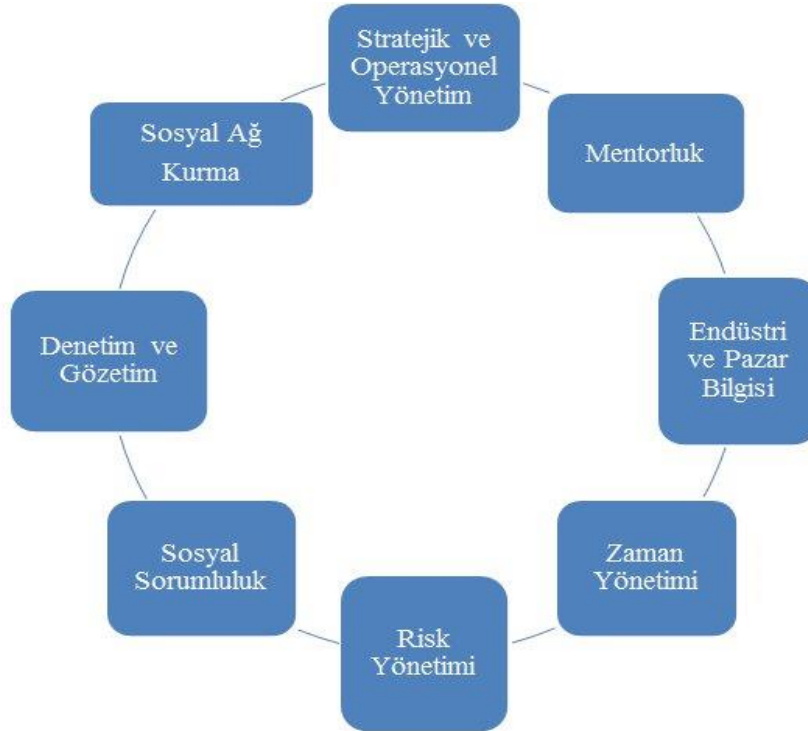 Stratejik ve
Operasyonel
Yönetim
Mentorluk
Endüstri
ve Pazar
Bilgisi
Zaman
Yönetimi
Risk
Yönetimi
Sosyal
Sorumluluk
Denetim ve
Gözetim
Sosyal Ağ
Kurma